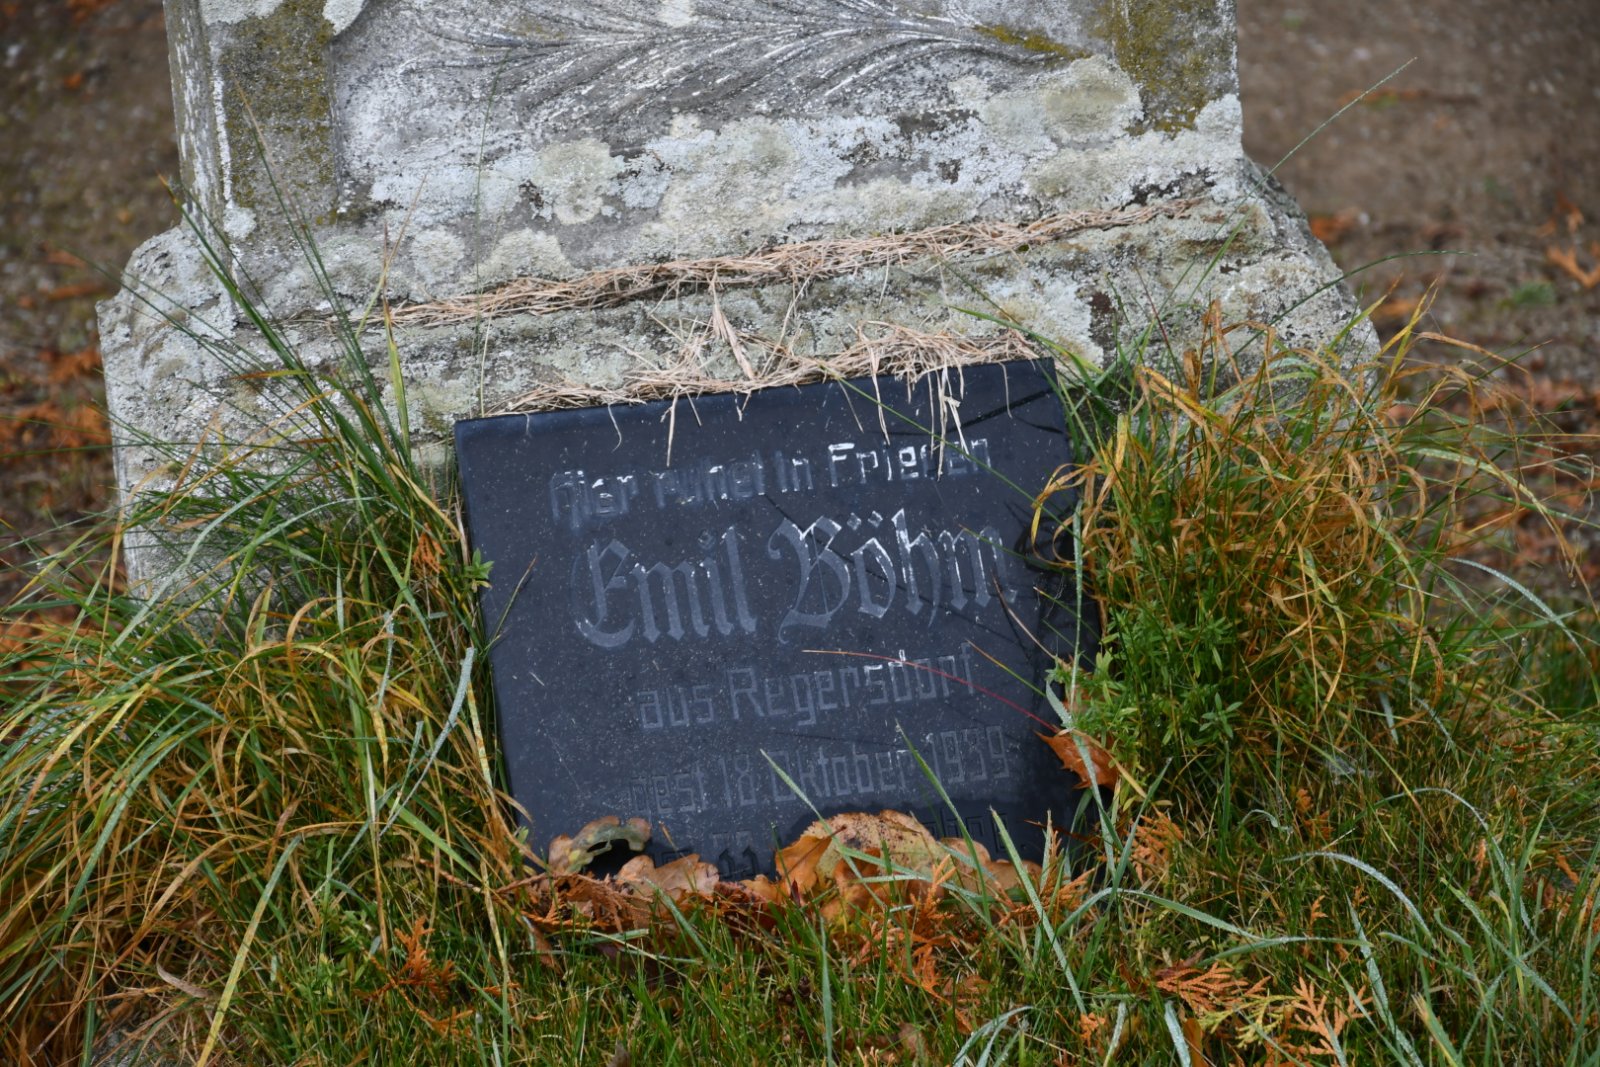 Hier ruhet in Frieden
Emil Böhm
aus Regersdorf
gest 18. Oktober 1939